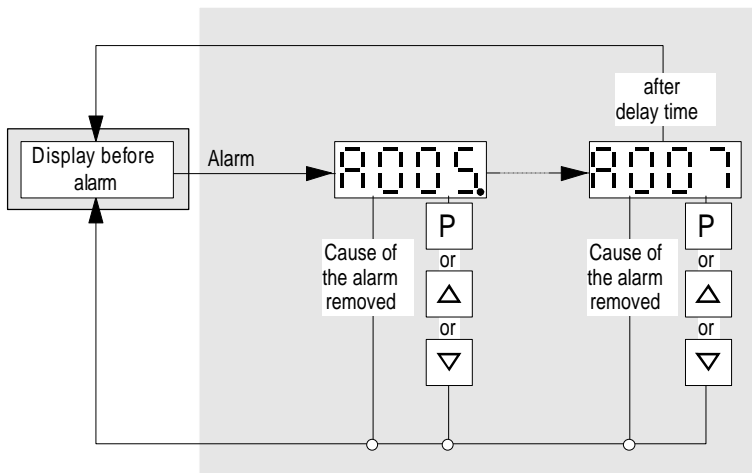 after
delay time
Display before
alarm
Alarm
A005.
A007
Cause of
the alarm
removed
P
or
or
Cause of
the alarm
removed
P
or
or